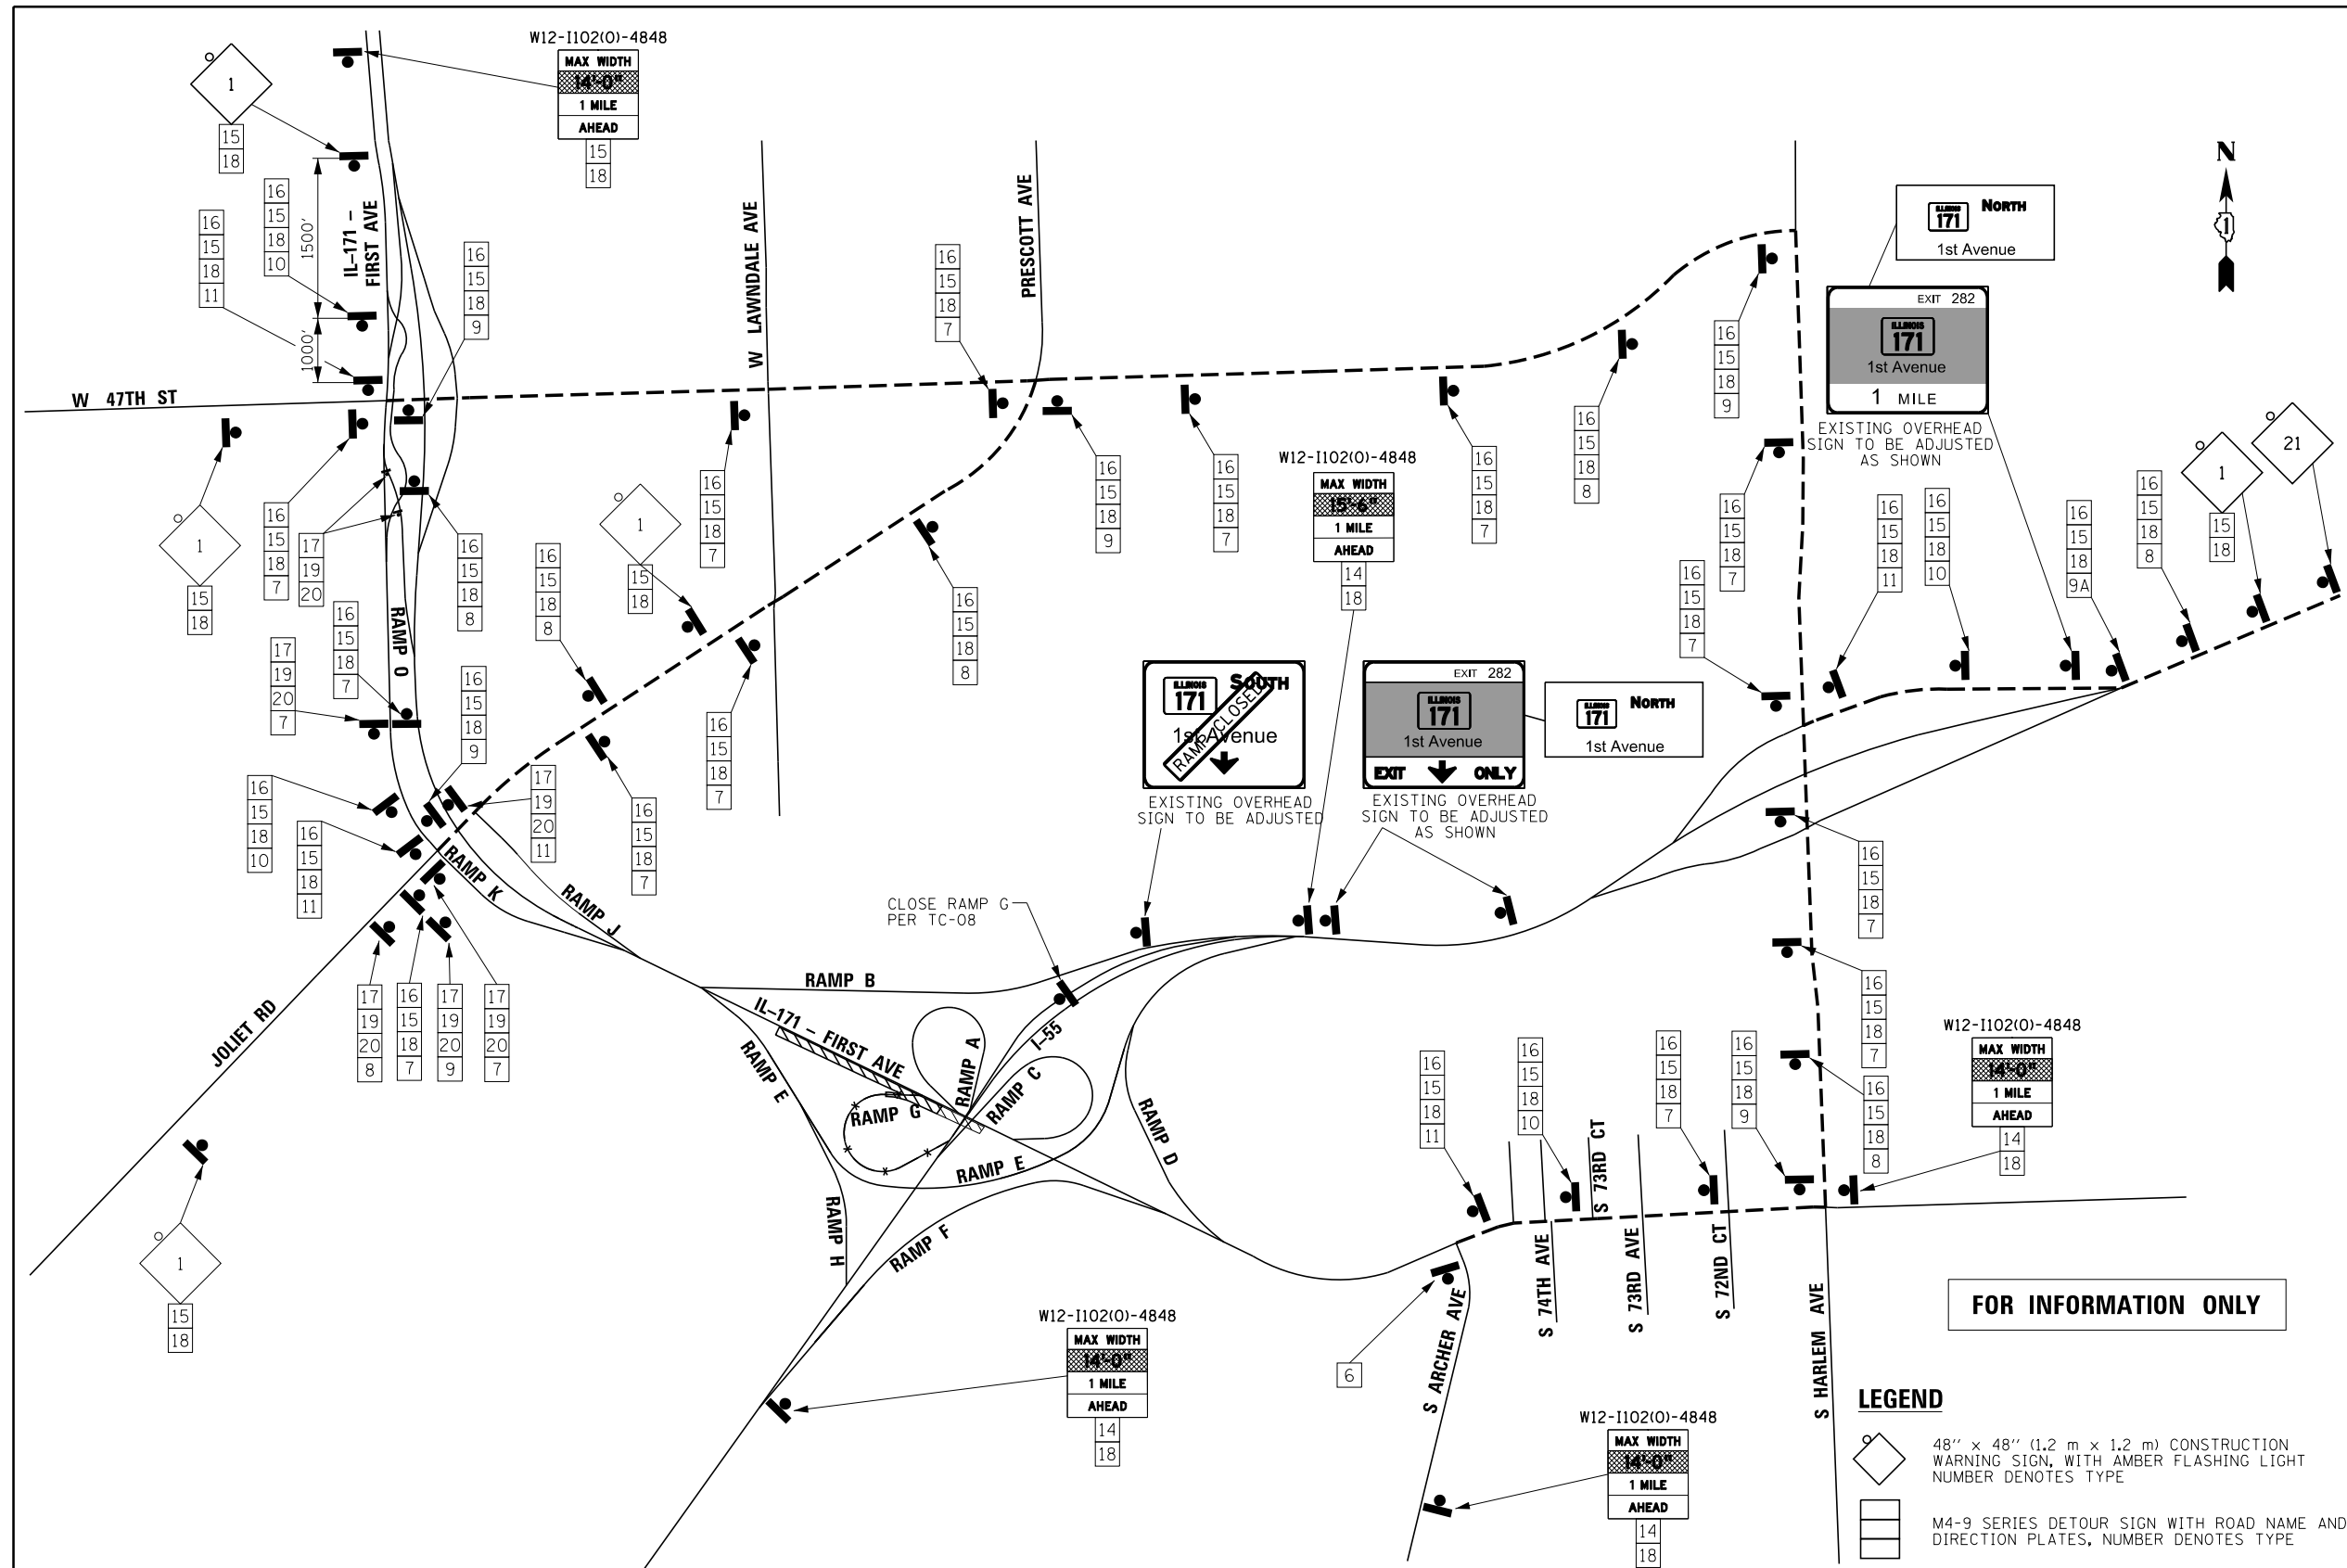 W12-I102(O)-4848
MAX WIDTH
14'-0"
1 MILE
AHEAD
15
18
1
15
18
16
15
18
10
16
15
18
11
1500'
1000'
IL-171 -
FIRST AVE
16
15
18
9
W LAWNDALE AVE
16
15
18
7
PRESCOTT AVE
N
1
ILLINOIS
171
NORTH
1st Avenue
EXIT 282
ILLINOIS
171
1st Avenue
1 MILE
EXISTING OVERHEAD
SIGN TO BE ADJUSTED
AS SHOWN
16
15
18
9
16
15
18
8
W 47TH ST
1
15
18
16
15
18
7
17
19
20
16
15
18
8
16
15
18
7
RAMP O
17
19
20
7
16
15
18
9
16
15
18
8
1
15
18
16
15
18
7
16
15
18
7
16
15
18
8
16
15
18
9
16
15
18
7
W12-I102(O)-4848
MAX WIDTH
15'-6"
1 MILE
AHEAD
14
18
16
15
18
7
16
15
18
7
16
15
18
7
16
15
18
11
16
15
18
10
16
15
18
9A
16
15
18
8
1
15
18
21
16
15
18
10
16
15
18
11
17
19
20
11
16
15
18
7
RAMP K
RAMP J
ILLINOIS
171
SOUTH
1st Avenue
RAMP CLOSED
EXISTING OVERHEAD
SIGN TO BE ADJUSTED
EXIT 282
ILLINOIS
171
1st Avenue
EXIT ONLY
EXISTING OVERHEAD
SIGN TO BE ADJUSTED
AS SHOWN
ILLINOIS
171
NORTH
1st Avenue
CLOSE RAMP G
PER TC-08
16
15
18
7
16
15
18
7
16
15
18
8
JOLIET RD
17
19
20
8
16
15
18
7
17
19
20
9
17
19
20
7
RAMP B
IL-171 - FIRST AVE
RAMP E
RAMP A
I-55
RAMP C
RAMP G
RAMP E
RAMP D
RAMP H
RAMP F
1
15
18
16
15
18
11
16
15
18
10
16
15
18
7
16
15
18
9
W12-I102(O)-4848
MAX WIDTH
14'-0"
1 MILE
AHEAD
14
18
S 73RD CT
S 74TH AVE
S 73RD AVE
S 72ND CT
S HARLEM AVE
S ARCHER AVE
6
W12-I102(O)-4848
MAX WIDTH
14'-0"
1 MILE
AHEAD
14
18
W12-I102(O)-4848
MAX WIDTH
14'-0"
1 MILE
AHEAD
14
18
FOR INFORMATION ONLY
LEGEND
48'' x 48'' (1.2 m x 1.2 m) CONSTRUCTION
WARNING SIGN, WITH AMBER FLASHING LIGHT
NUMBER DENOTES TYPE
M4-9 SERIES DETOUR SIGN WITH ROAD NAME AND
DIRECTION PLATES, NUMBER DENOTES TYPE